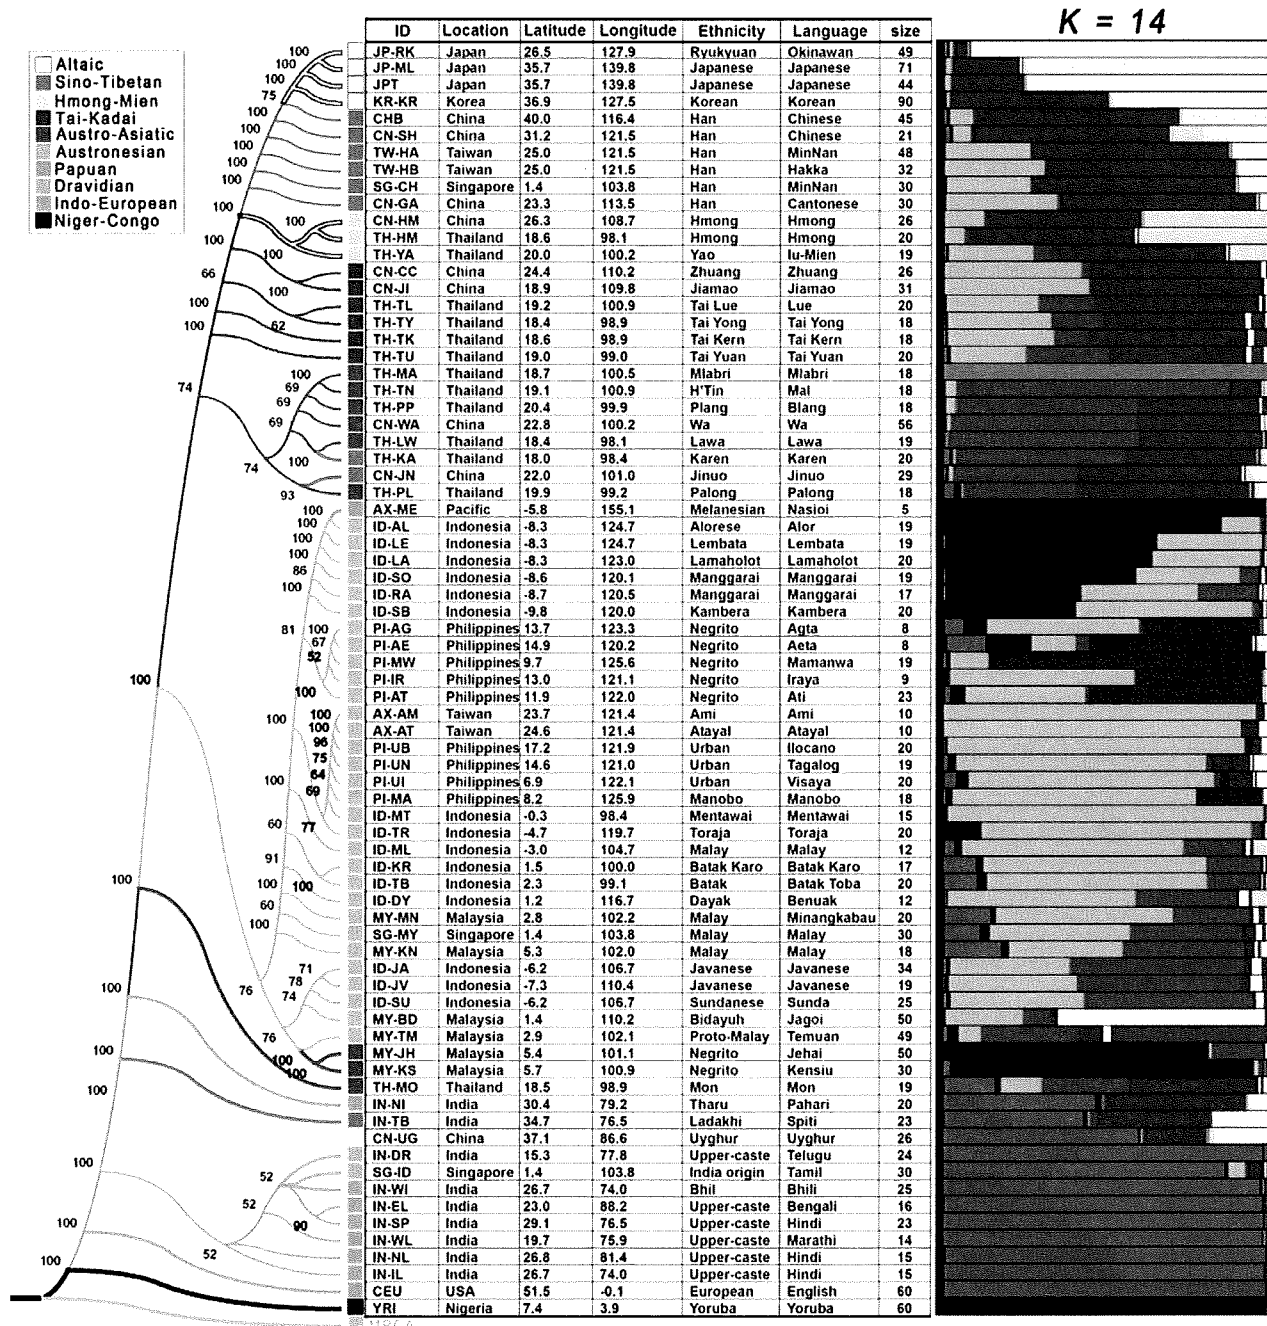 K = 14
Altaic
Sino-Tibetan
Hmong-Mien
Tai-Kadai
Austro-Asiatic
Austronesian
Papuan
Dravidian
Indo-European
Niger-Congo
ID Location Latitude Longitude Ethnicity Language size
JP-RK Japan 26.5 127.9 Ryukyuan Okinawan 49
JP-ML Japan 35.7 139.8 Japanese Japanese 71
JPT Japan 35.7 139.8 Japanese Japanese 44
KR-KR Korea 36.9 127.5 Korean Korean 90
CHB China 40.0 116.4 Han Chinese 45
CN-SH China 31.2 121.5 Han Chinese 21
TW-HA Taiwan 25.0 121.5 Han MinNan 48
TW-HB Taiwan 25.0 121.5 Han Hakka 32
SG-CH Singapore 1.4 103.8 Han MinNan 30
CN-GA China 23.3 113.5 Han Cantonese 30
CN-HM China 26.3 108.7 Hmong Hmong 26
TH-HM Thailand 18.6 98.1 Hmong Hmong 20
TH-YA Thailand 20.0 100.2 Yao Iu-Mien 19
CN-CC China 24.4 110.2 Zhuang Zhuang 26
CN-JI China 18.9 109.8 Jiamao Jiamao 31
TH-TL Thailand 19.2 100.9 Tai Lue Lue 20
TH-TY Thailand 18.4 98.9 Tai Yong Tai Yong 18
TH-TK Thailand 18.6 98.9 Tai Kern Tai Kern 18
TH-TU Thailand 19.0 99.0 Tai Yuan Tai Yuan 20
TH-MA Thailand 18.7 100.5 Mlabri Mlabri 18
TH-TN Thailand 19.1 100.9 H'Tin Mal 18
TH-PP Thailand 20.4 99.9 Plang Blang 18
CN-WA China 22.8 100.2 Wa Wa 56
TH-LW Thailand 18.4 98.1 Lawa Lawa 19
TH-KA Thailand 18.0 98.4 Karen Karen 20
CN-JN China 22.0 101.0 Jinuo Jinuo 29
TH-PL Thailand 19.9 99.2 Palong Palong 18
AX-ME Pacific -5.8 155.1 Melanesian Nasioi 5
ID-AL Indonesia -8.3 124.7 Alorese Alor 19
ID-LE Indonesia -8.3 124.7 Lembata Lembata 19
ID-LA Indonesia -8.3 123.0 Lamaholot Lamaholot 20
ID-SO Indonesia -8.6 120.1 Manggarai Manggarai 19
ID-RA Indonesia -8.7 120.5 Manggarai Manggarai 17
ID-SB Indonesia -9.8 120.0 Kambera Kambera 20
PI-AG Philippines 13.7 123.3 Negrito Agta 8
PI-AE Philippines 14.9 120.2 Negrito Aeta 8
PI-MW Philippines 9.7 125.6 Negrito Mamanwa 19
PI-IR Philippines 13.0 121.1 Negrito Iraya 9
PI-AT Philippines 11.9 122.0 Negrito Ati 23
AX-AM Taiwan 23.7 121.4 Ami Ami 10
AX-AT Taiwan 24.6 121.4 Atayal Atayal 10
PI-UB Philippines 17.2 121.9 Urban Ilocano 20
PI-UN Philippines 14.6 121.0 Urban Tagalog 19
PI-UI Philippines 6.9 122.1 Urban Visaya 20
PI-MA Philippines 8.2 125.9 Manobo Manobo 18
ID-MT Indonesia -0.3 98.4 Mentawai Mentawai 15
ID-TR Indonesia -4.7 119.7 Toraja Toraja 20
ID-ML Indonesia -3.0 104.7 Malay Malay 12
ID-KR Indonesia 1.5 100.0 Batak Karo Batak Karo 17
ID-TB Indonesia 2.3 99.1 Batak Batak Toba 20
ID-DY Indonesia 1.2 116.7 Dayak Benuak 12
MY-MN Malaysia 2.8 102.2 Malay Minangkabau 20
SG-MY Singapore 1.4 103.8 Malay Malay 30
MY-KN Malaysia 5.3 102.0 Malay Malay 18
ID-JA Indonesia -6.2 106.7 Javanese Javanese 34
ID-JV Indonesia -7.3 110.4 Javanese Javanese 19
ID-SU Indonesia -6.2 106.7 Sundanese Sunda 25
MY-BD Malaysia 1.4 110.2 Bidayuh Jagoi 50
MY-TM Malaysia 2.9 102.1 Proto-Malay Temuan 49
MY-JH Malaysia 5.4 101.1 Negrito Jehai 50
MY-KS Malaysia 5.7 100.9 Negrito Kensiu 30
TH-MO Thailand 18.5 98.9 Mon Mon 19
IN-NI India 30.4 79.2 Tharu Pahari 20
IN-TB India 34.7 76.5 Ladakhi Spiti 23
CN-UG China 37.1 86.6 Uyghur Uyghur 26
IN-DR India 15.3 77.8 Upper-caste Telugu 24
SG-ID Singapore 1.4 103.8 India origin Tamil 30
IN-WI India 26.7 74.0 Bhil Bhili 25
IN-EL India 23.0 88.2 Upper-caste Bengali 16
IN-SP India 29.1 76.5 Upper-caste Hindi 23
IN-WL India 19.7 75.9 Upper-caste Marathi 14
IN-NL India 26.8 81.4 Upper-caste Hindi 15
IN-IL India 26.7 74.0 Upper-caste Hindi 15
CEU USA 51.5 -0.1 European English 60
YRI Nigeria 7.4 3.9 Yoruba Yoruba 60